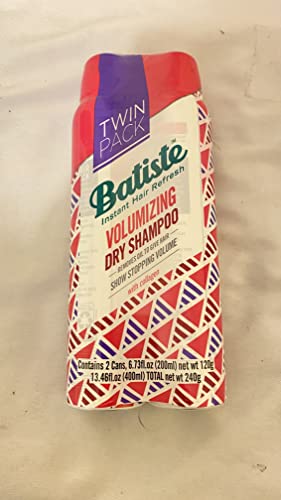 TWIN
PACK
Batiste™
Instant Hair Refresh
VOLUMIZING
DRY SHAMPOO
REMOVES OIL TO GIVE HAIR
SHOW STOPPING VOLUME
with collagen
Contains 2 Cans, 6.73fl.oz (200ml) net wt 120g
13.46fl.oz (400ml) TOTAL net wt 240g